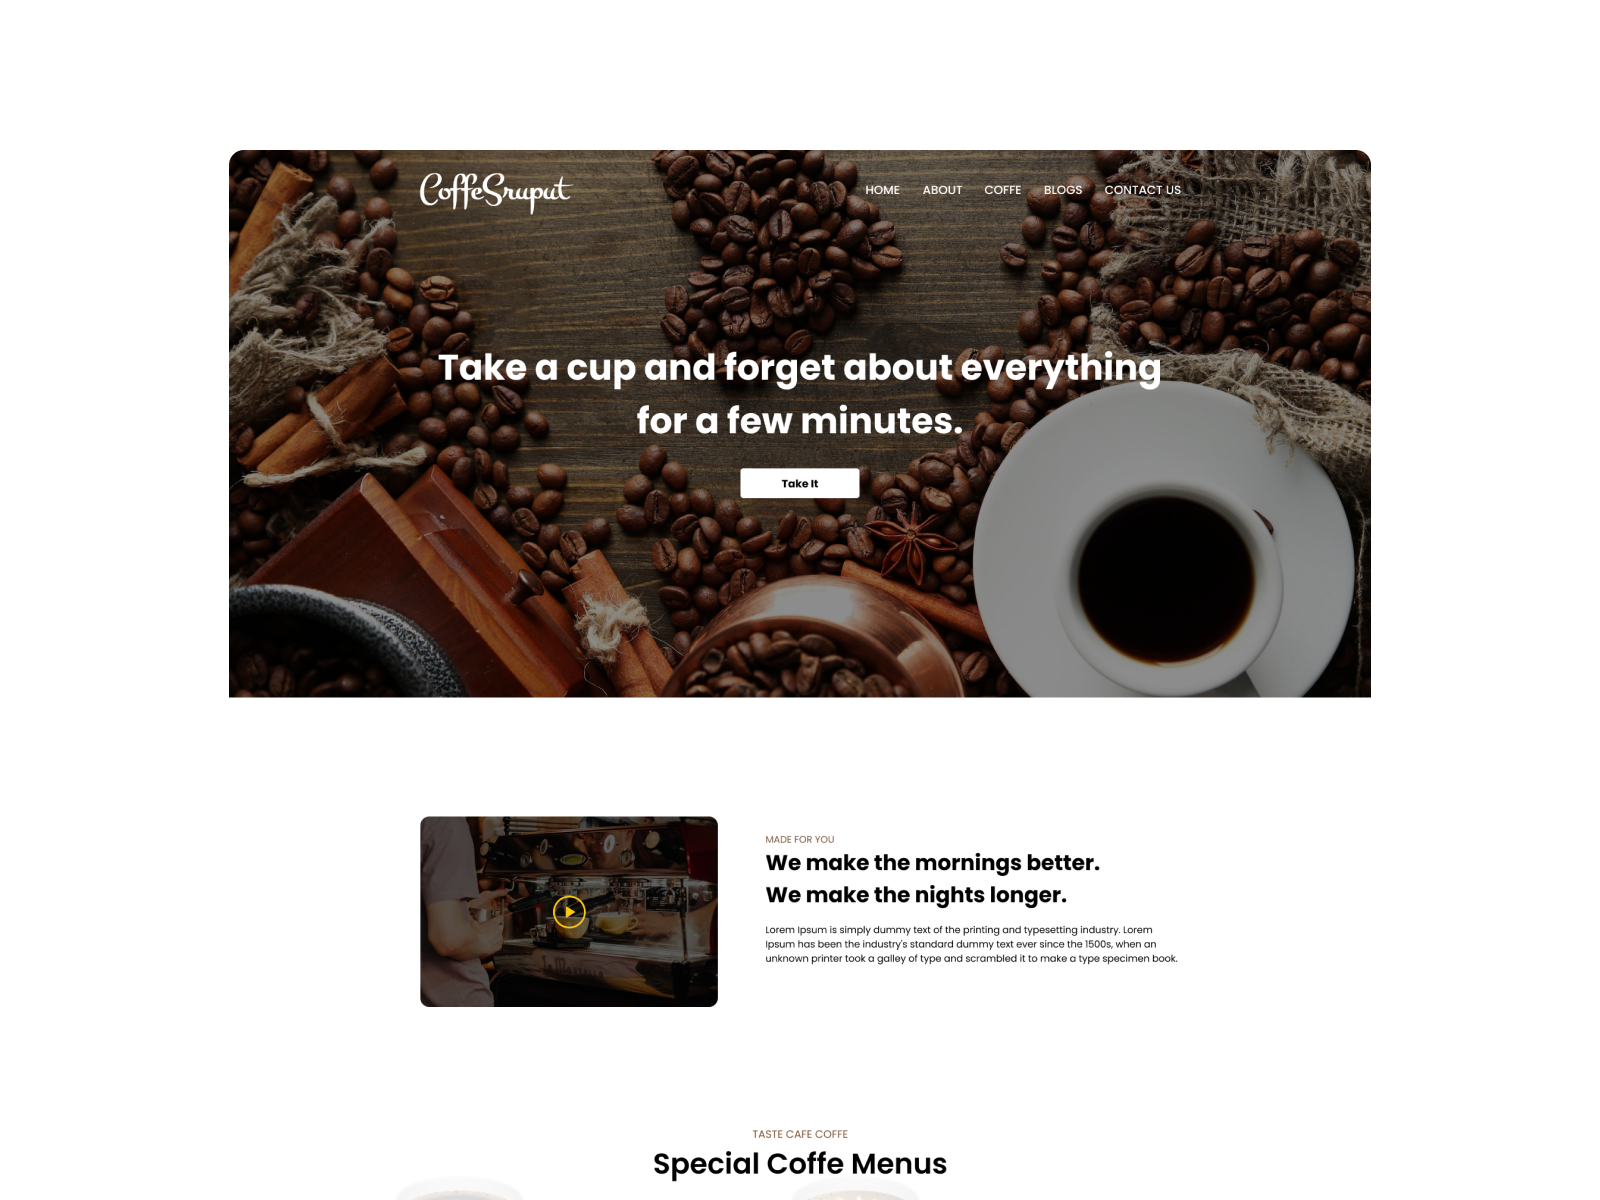 CoffeSruput
HOME ABOUT COFFE BLOGS CONTACT US
Take a cup and forget about everything
for a few minutes.
Take It
MADE FOR YOU
We make the mornings better.
We make the nights longer.
Lorem Ipsum is simply dummy text of the printing and typesetting industry. Lorem
Ipsum has been the industry's standard dummy text ever since the 1500s, when an
unknown printer took a galley of type and scrambled it to make a type specimen book.
TASTE CAFE COFFE
Special Coffe Menus